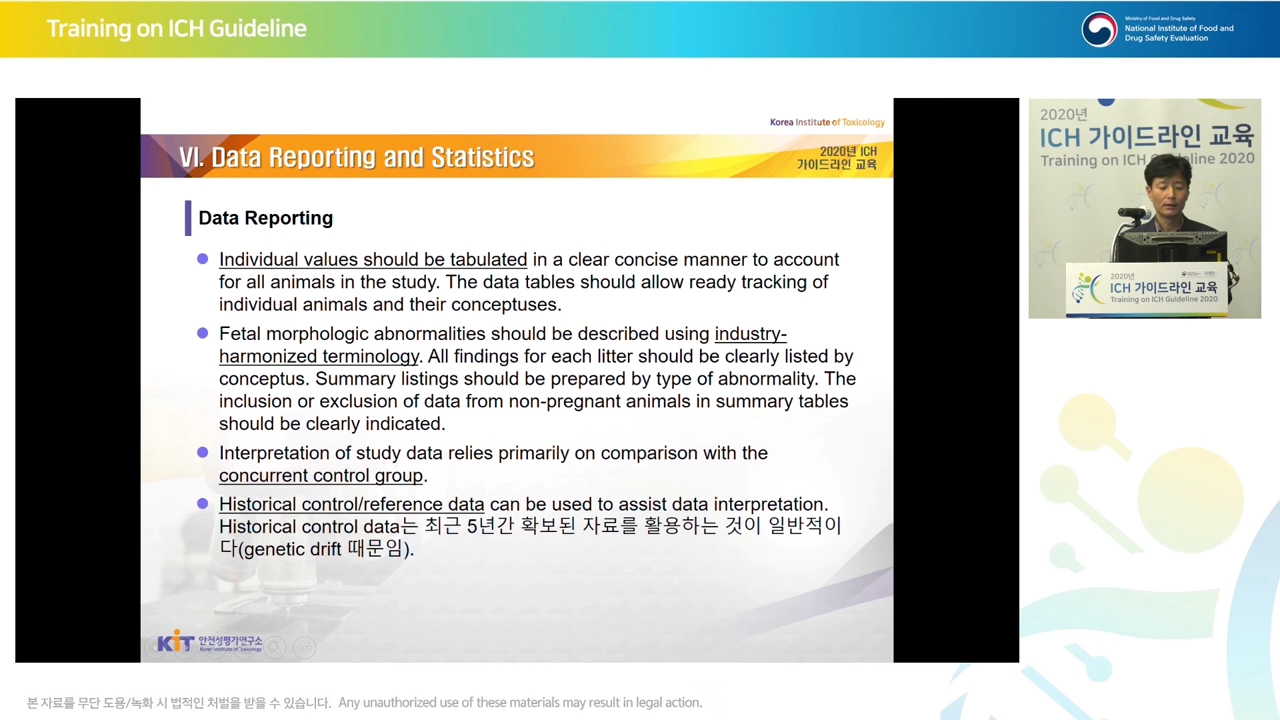 Training on ICH Guideline
Ministry of Food and Drug Safety
National Institute of Food and
Drug Safety Evaluation
Korea Institute of Toxicology
VI. Data Reporting and Statistics
2020년 ICH
가이드라인 교육
Data Reporting
Individual values should be tabulated in a clear concise manner to account
for all animals in the study. The data tables should allow ready tracking of
individual animals and their conceptuses.
Fetal morphologic abnormalities should be described using industry-
harmonized terminology. All findings for each litter should be clearly listed by
conceptus. Summary listings should be prepared by type of abnormality. The
inclusion or exclusion of data from non-pregnant animals in summary tables
should be clearly indicated.
Interpretation of study data relies primarily on comparison with the
concurrent control group.
Historical control/reference data can be used to assist data interpretation.
Historical control data는 최근 5년간 확보된 자료를 활용하는 것이 일반적이
다(genetic drift 때문임).
KIT 안전성평가연구소
Korea Institute of Toxicology
2020년
ICH 가이드라인 교육
Training on ICH Guideline 2020
2020년
ICH 가이드라인 교육
Training on ICH Guideline 2020
본 자료를 무단 도용/녹화 시 법적인 처벌을 받을 수 있습니다. Any unauthorized use of these materials may result in legal action.